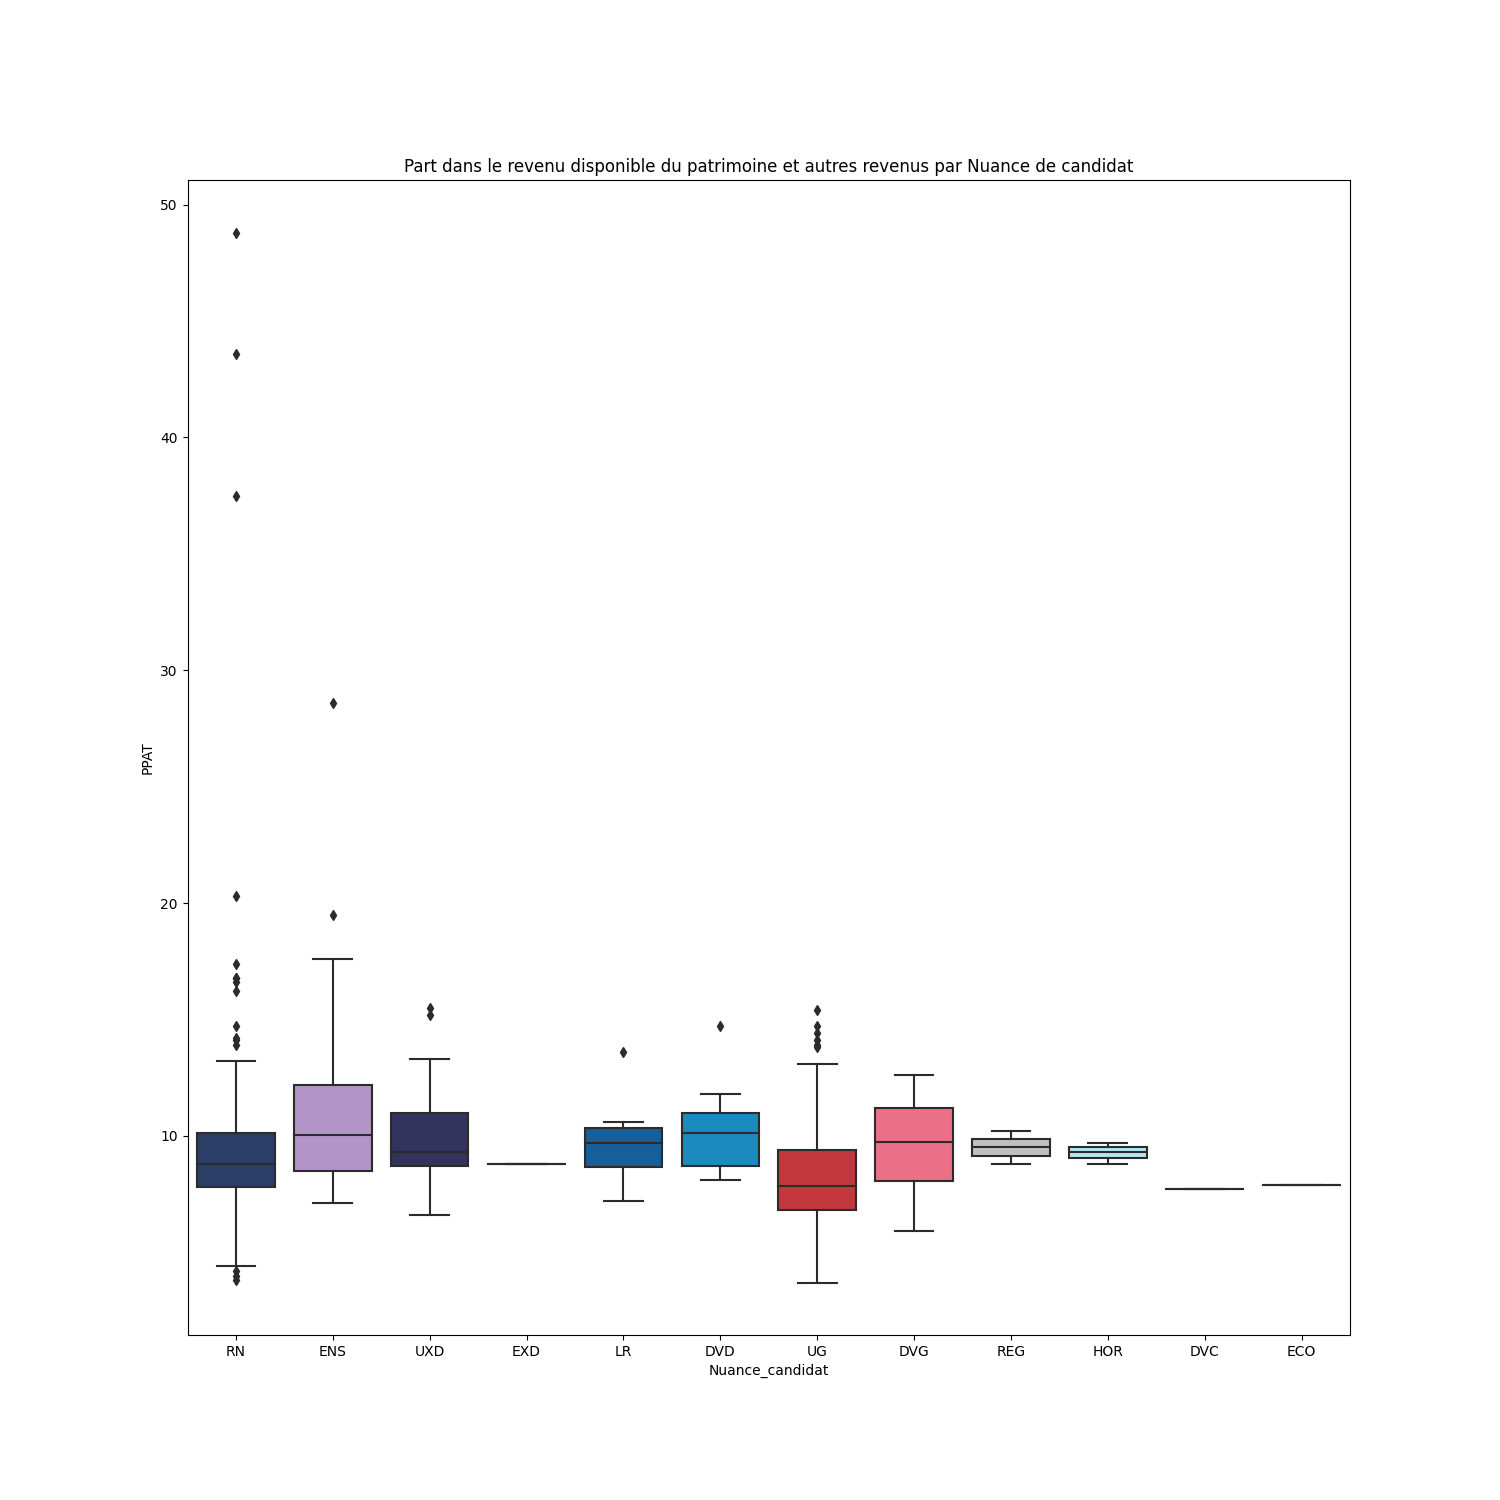 Part dans le revenu disponible du patrimoine et autres revenus par Nuance de candidat
50
40
30
20
10
PPAT
RN ENS UXD EXD LR DVD UG DVG REG HOR DVC ECO
Nuance_candidat